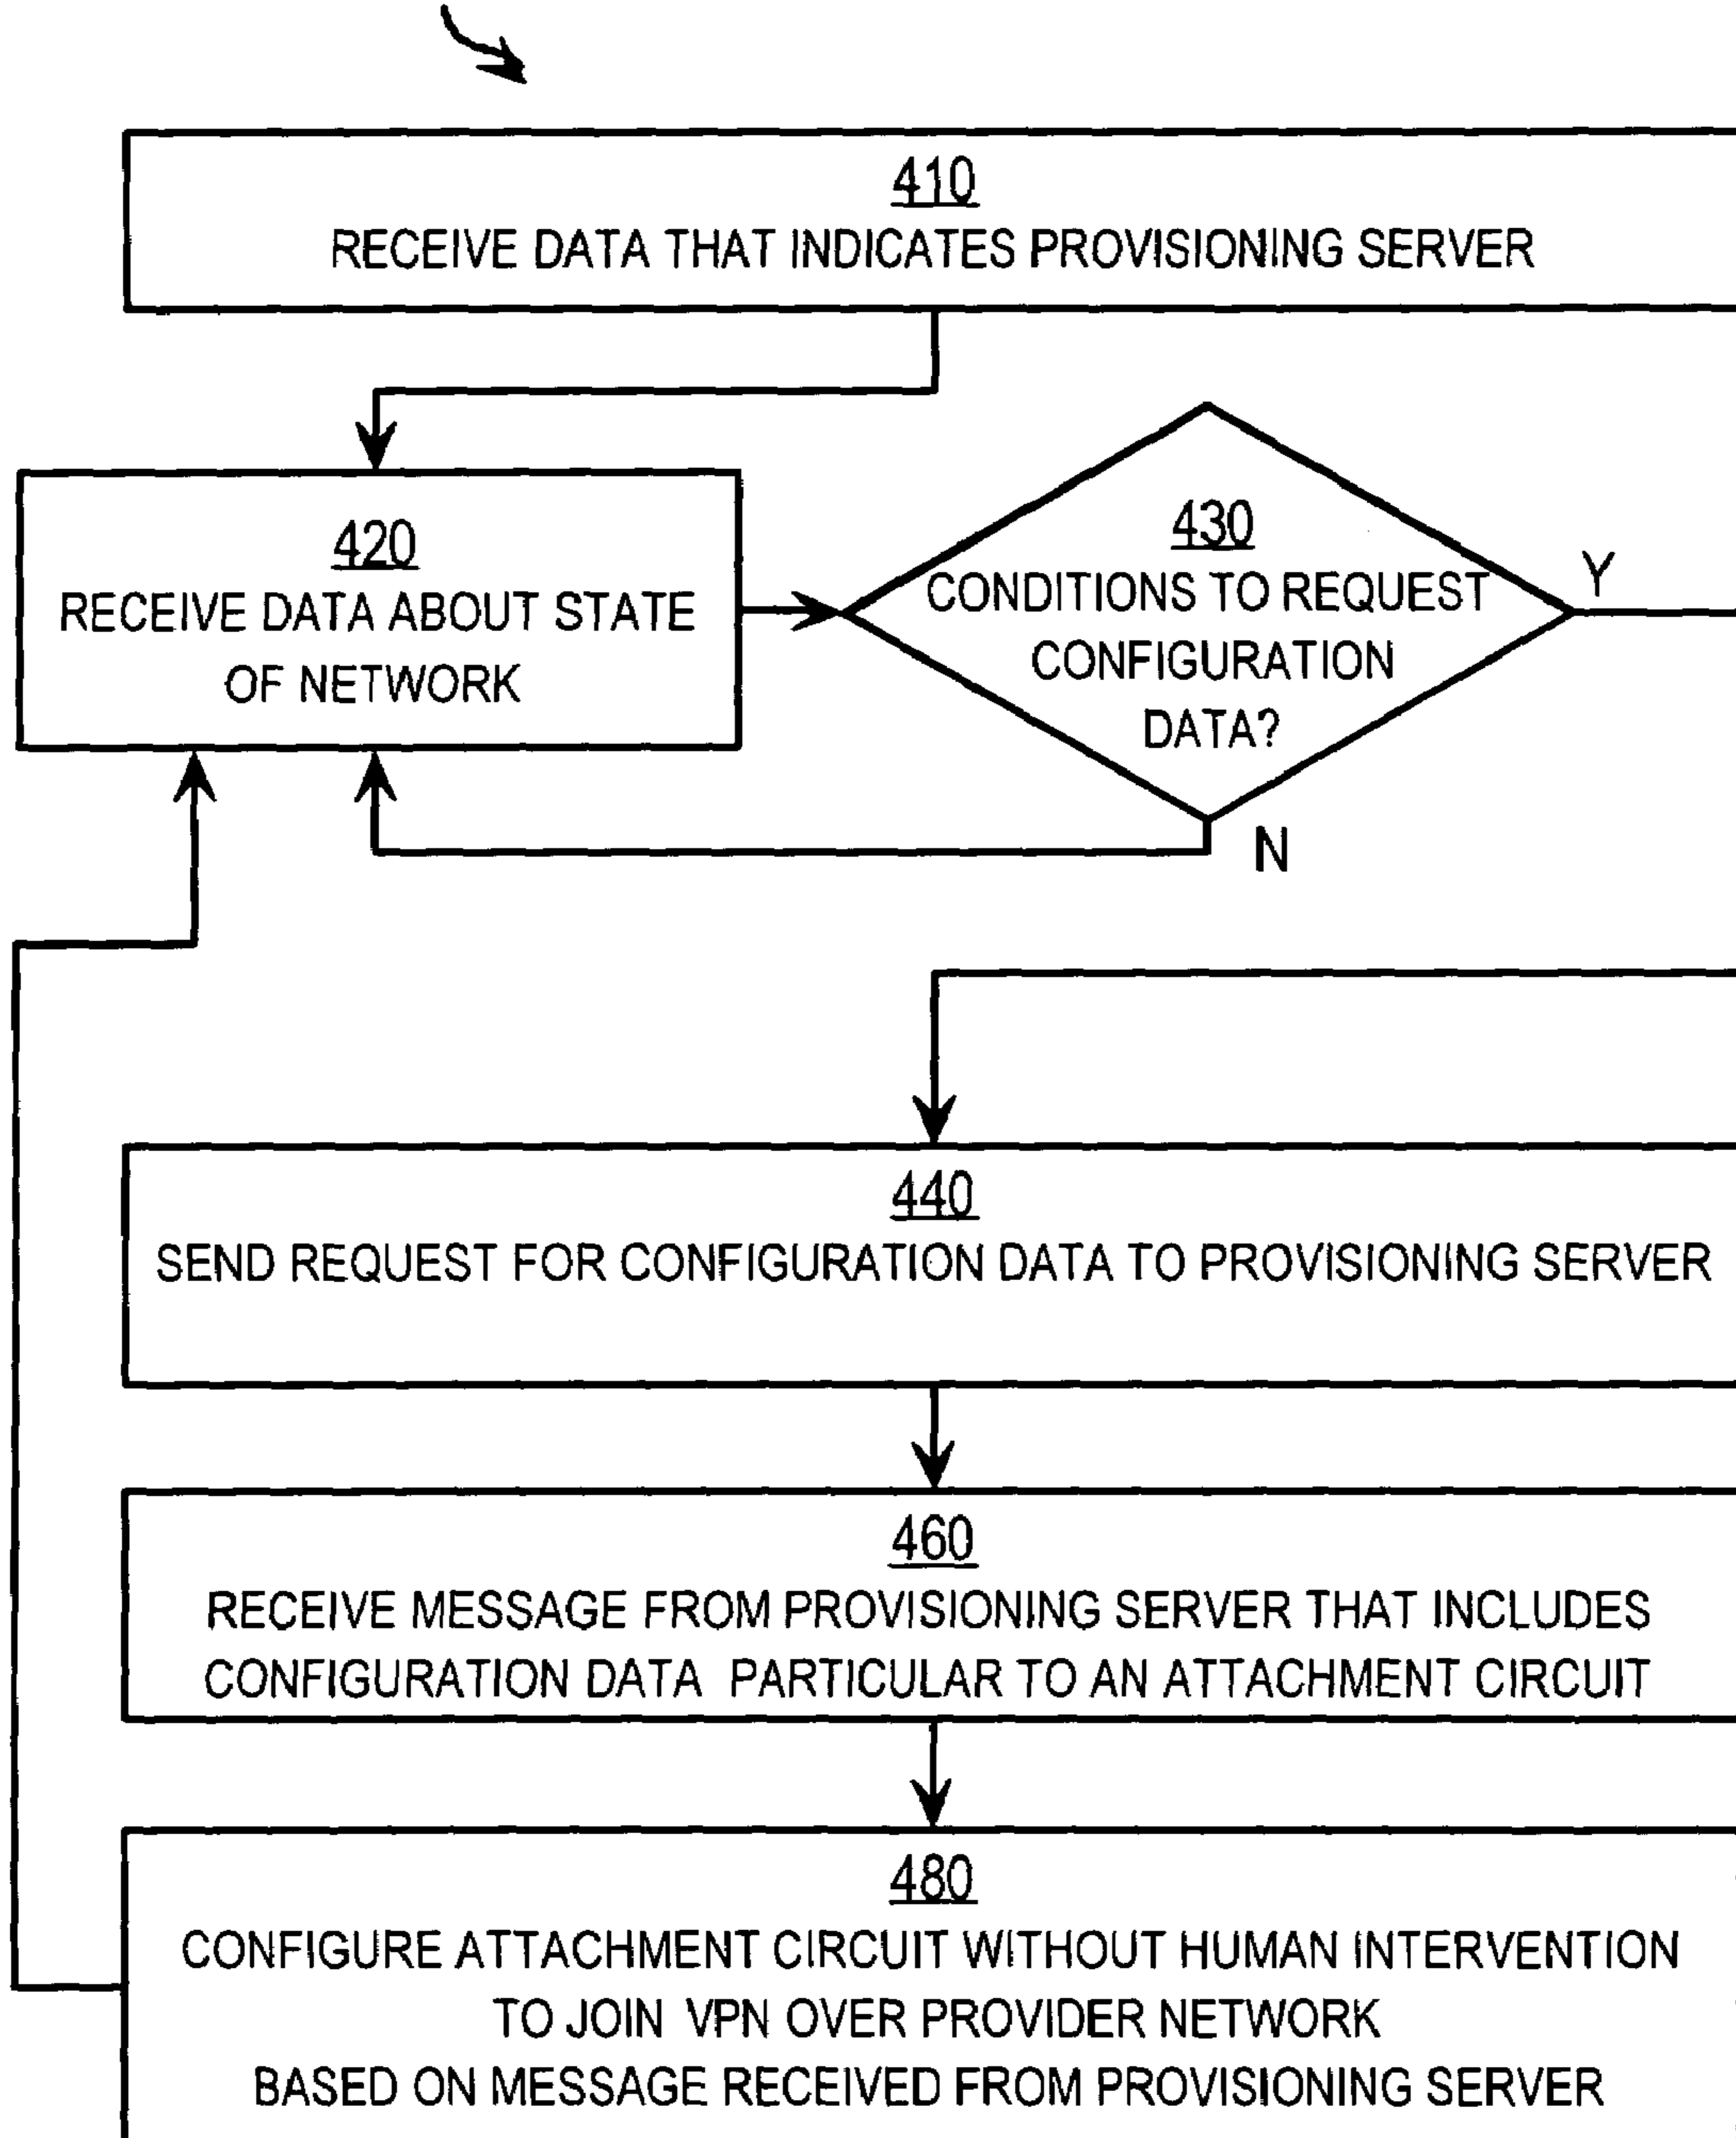 410
RECEIVE DATA THAT INDICATES PROVISIONING SERVER
420
RECEIVE DATA ABOUT STATE
OF NETWORK
430
CONDITIONS TO REQUEST
CONFIGURATION
DATA?
Y
N
440
SEND REQUEST FOR CONFIGURATION DATA TO PROVISIONING SERVER
460
RECEIVE MESSAGE FROM PROVISIONING SERVER THAT INCLUDES
CONFIGURATION DATA PARTICULAR TO AN ATTACHMENT CIRCUIT
480
CONFIGURE ATTACHMENT CIRCUIT WITHOUT HUMAN INTERVENTION
TO JOIN VPN OVER PROVIDER NETWORK
BASED ON MESSAGE RECEIVED FROM PROVISIONING SERVER